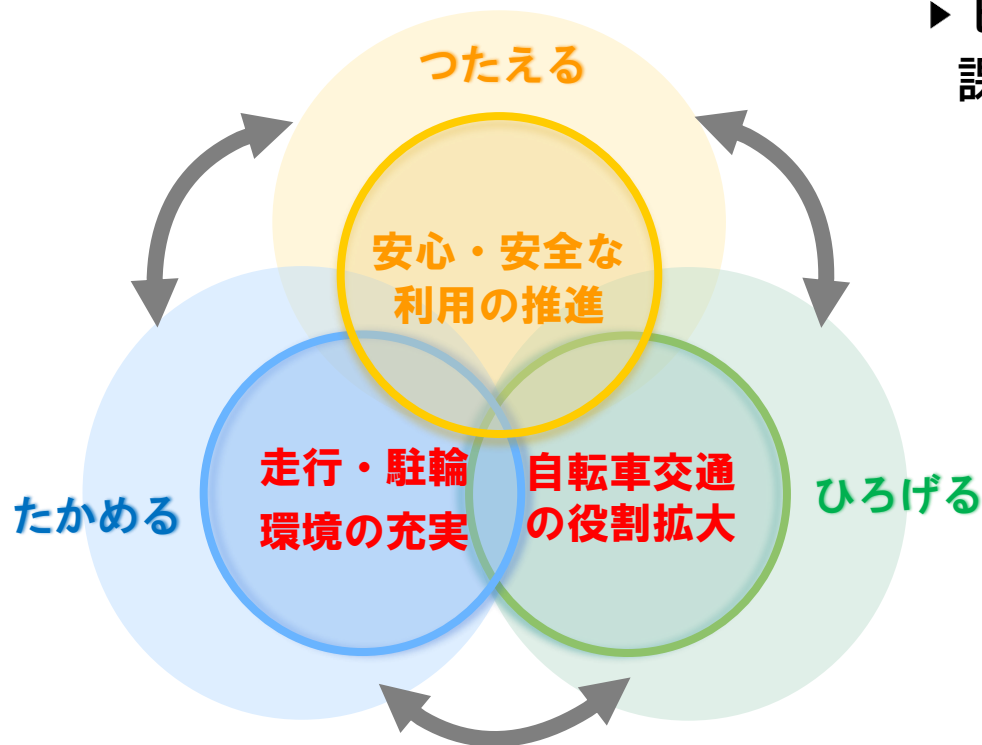 つたえる
安心・安全な
利用の推進
走行・駐輪
環境の充実
自転車交通
の役割拡大
たかめる
ひろげる